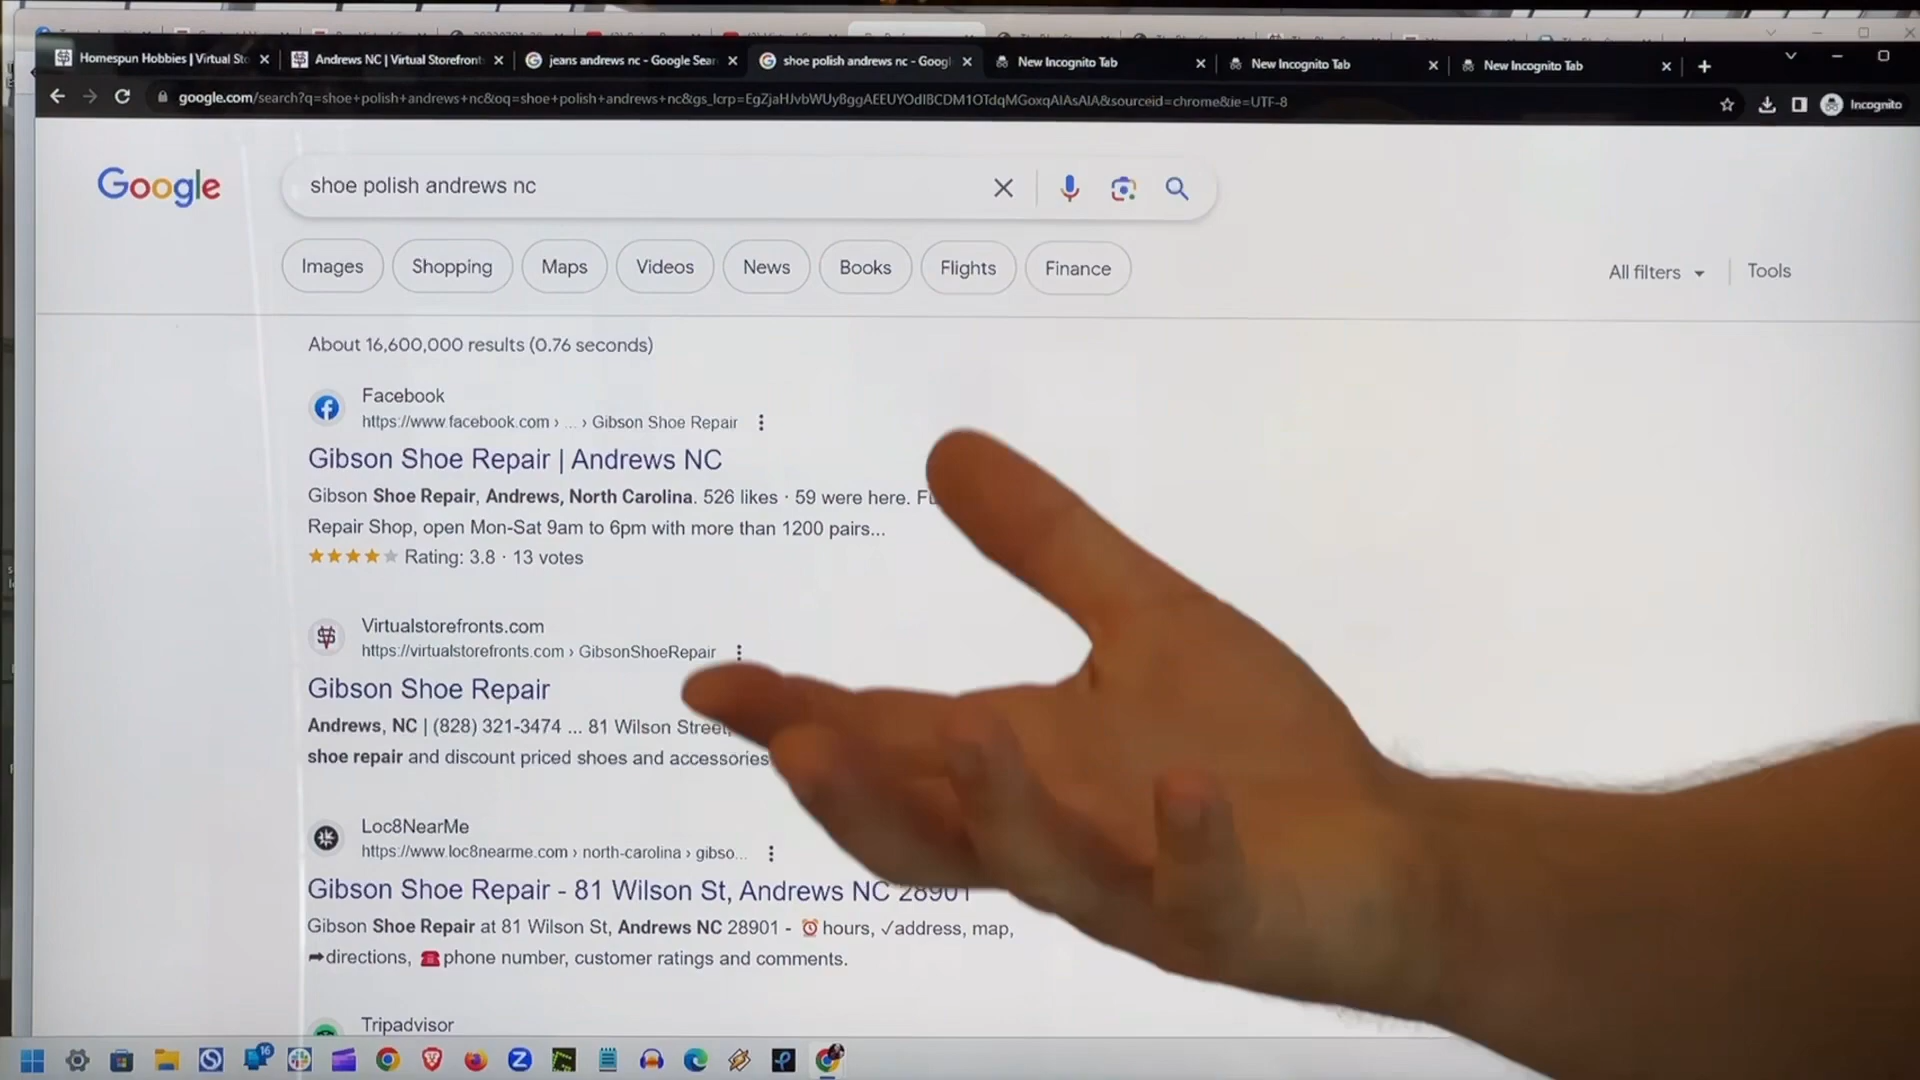 Homespun Hobbies | Virtual Sto
Andrews NC | Virtual Storefront
jeans andrews nc - Google Sear
shoe polish andrews nc - Googl
New Incognito Tab
New Incognito Tab
New Incognito Tab
google.com/search?q=shoe+polish+andrews+nc&oq=shoe+polish+andrews+nc&gs_lcrp=EgZjaHJvbWUyBggAEEUYOdIBCDM1OTdqMGoxqAIAsAIA&sourceid=chrome&ie=UTF-8
Incognito
Google
shoe polish andrews nc
Images
Shopping
Maps
Videos
News
Books
Flights
Finance
All filters
Tools
About 16,600,000 results (0.76 seconds)
Facebook
https://www.facebook.com › ... › Gibson Shoe Repair
Gibson Shoe Repair | Andrews NC
Gibson Shoe Repair, Andrews, North Carolina. 526 likes · 59 were here.
Repair Shop, open Mon-Sat 9am to 6pm with more than 1200 pairs...
Rating: 3.8 · 13 votes
Virtualstorefronts.com
https://virtualstorefronts.com › GibsonShoeRepair
Gibson Shoe Repair
Andrews, NC | (828) 321-3474 ... 81 Wilson Street,
shoe repair and discount priced shoes and accessories
Loc8NearMe
https://www.loc8nearme.com › north-carolina › gibso...
Gibson Shoe Repair - 81 Wilson St, Andrews NC 28901
Gibson Shoe Repair at 81 Wilson St, Andrews NC 28901 - ⏰ hours, ✓address, map,
➡directions, ☎phone number, customer ratings and comments.
Tripadvisor
16